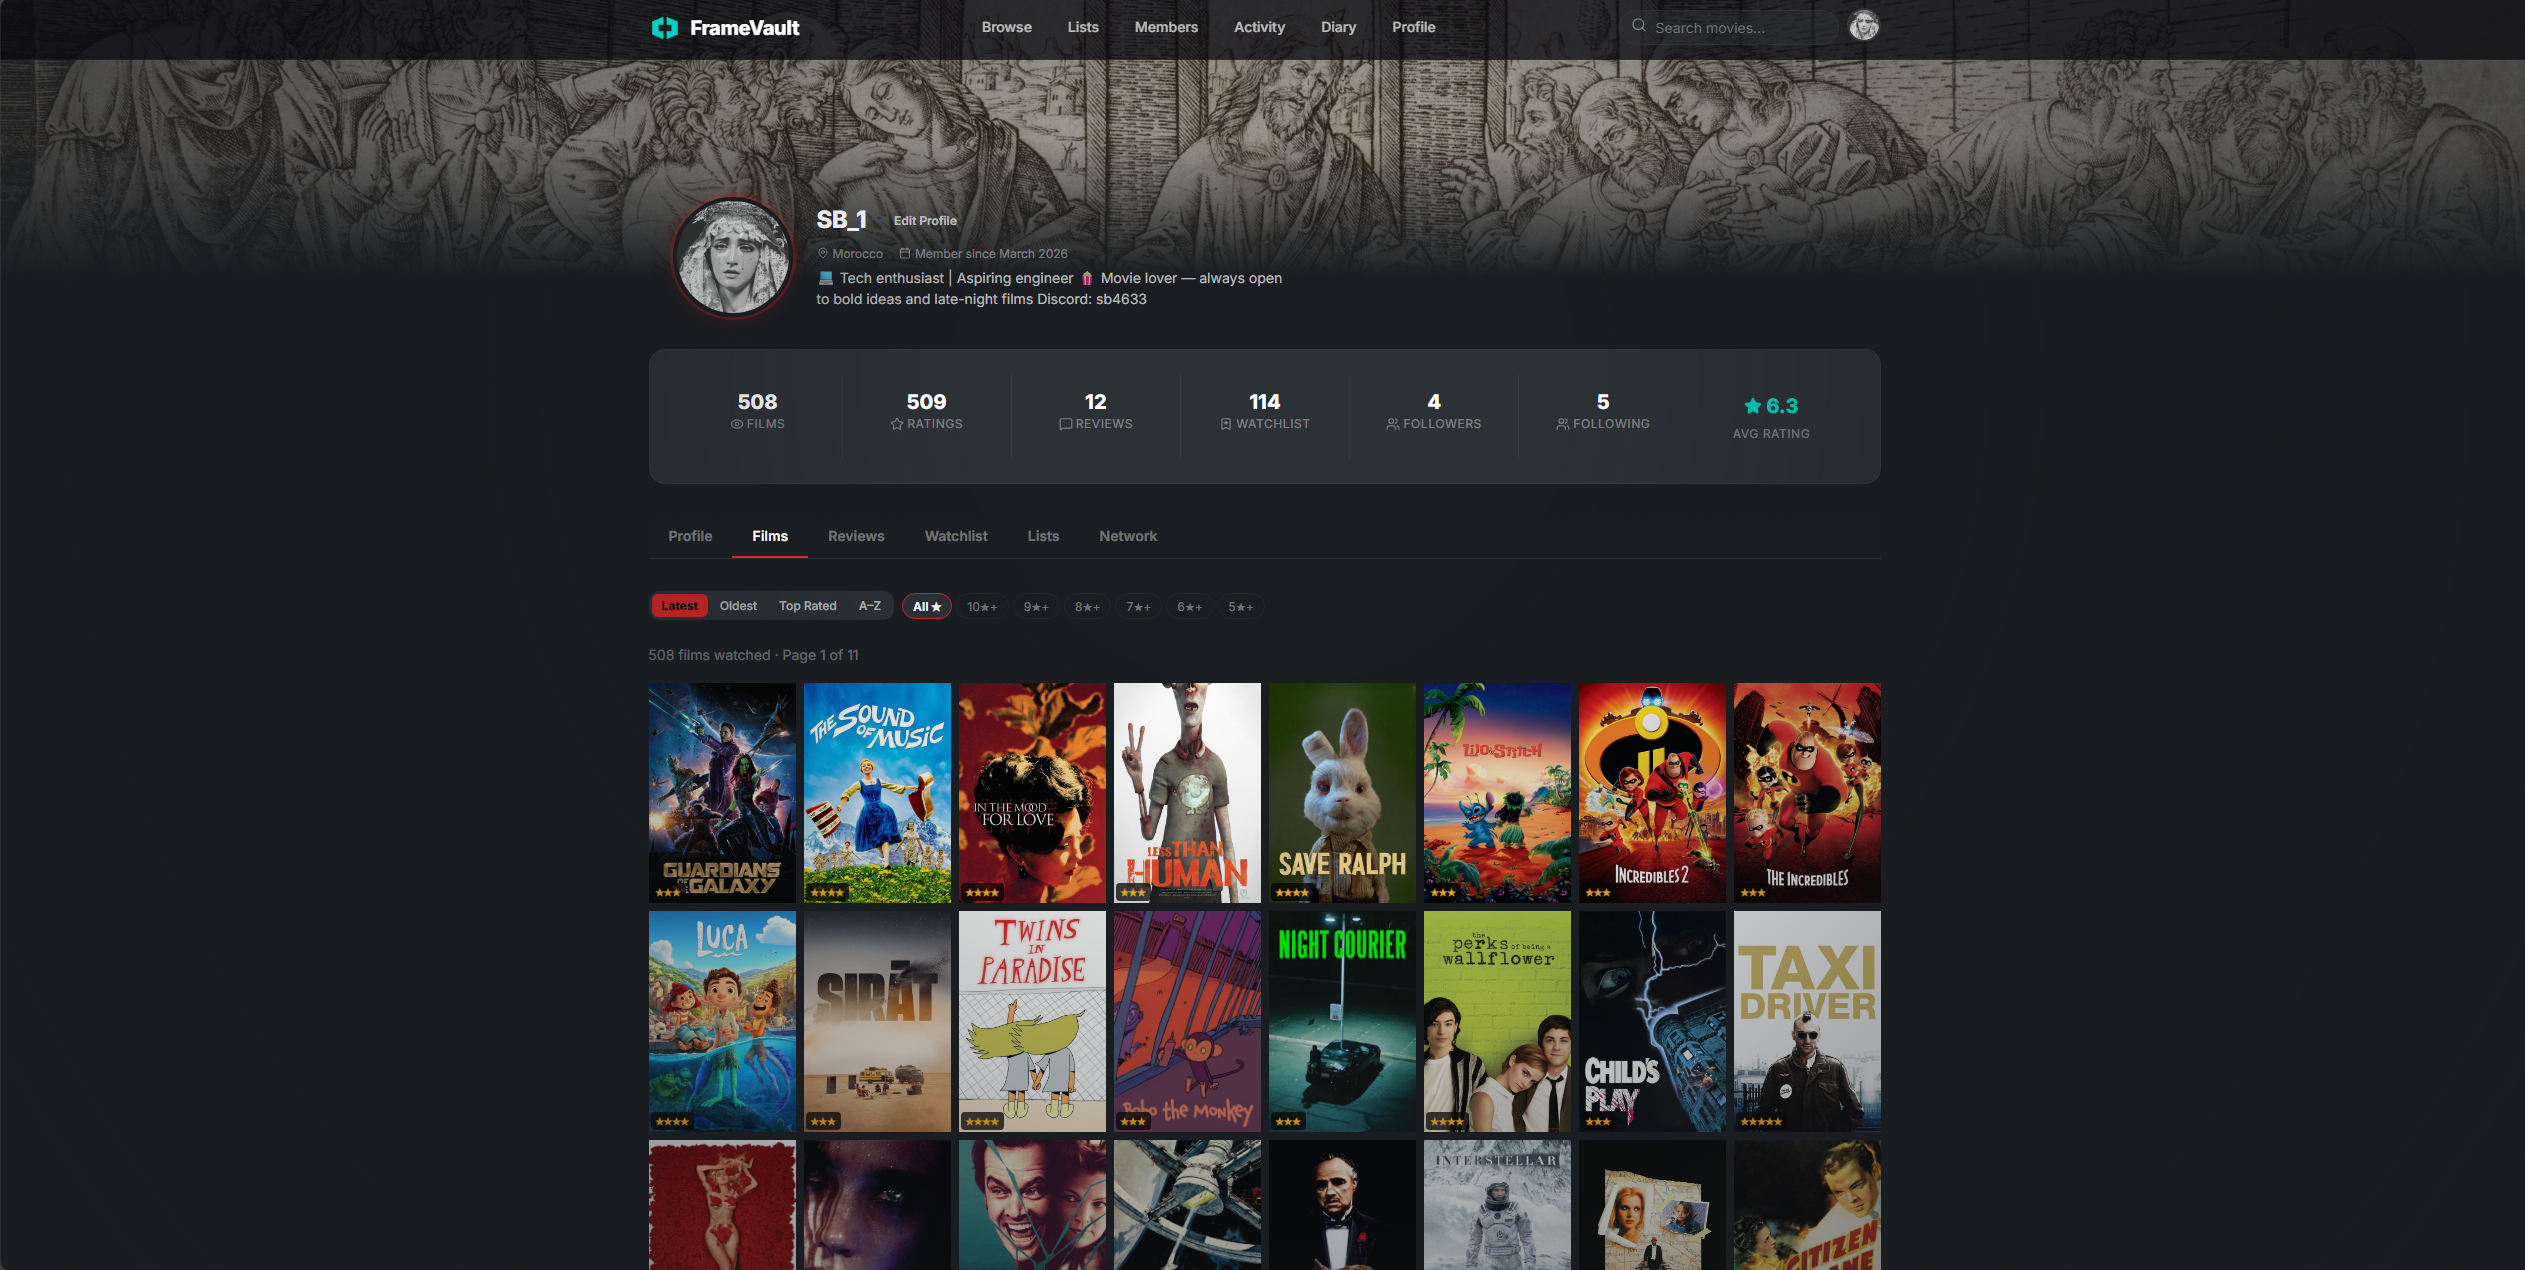 FrameVault
Browse Lists Members Activity Diary Profile
Search movies...
SB_1 Edit Profile
Morocco Member since March 2026
Tech enthusiast | Aspiring engineer Movie lover — always open
to bold ideas and late-night films Discord: sb4633
508 509 12 114 4 5 6.3
FILMS RATINGS REVIEWS WATCHLIST FOLLOWERS FOLLOWING AVG RATING
Profile Films Reviews Watchlist Lists Network
Latest Oldest Top Rated A–Z All★ 10★+ 9★+ 8★+ 7★+ 6★+ 5★+
508 films watched · Page 1 of 11
GUARDIANS
OF THE
GALAXY
THE SOUND
OF MUSIC
IN THE MOOD
FOR LOVE
LESS THAN
HUMAN
SAVE RALPH
Lilo & Stitch
INCREDIBLES 2
THE INCREDIBLES
LUCA
SIRĀT
TWINS
IN
PARADISE
Bobo the Monkey
NIGHT COURIER
the
perks of being a
wallflower
CHILD'S
PLAY
TAXI
DRIVER
INTERSTELLAR
CITIZEN
KANE